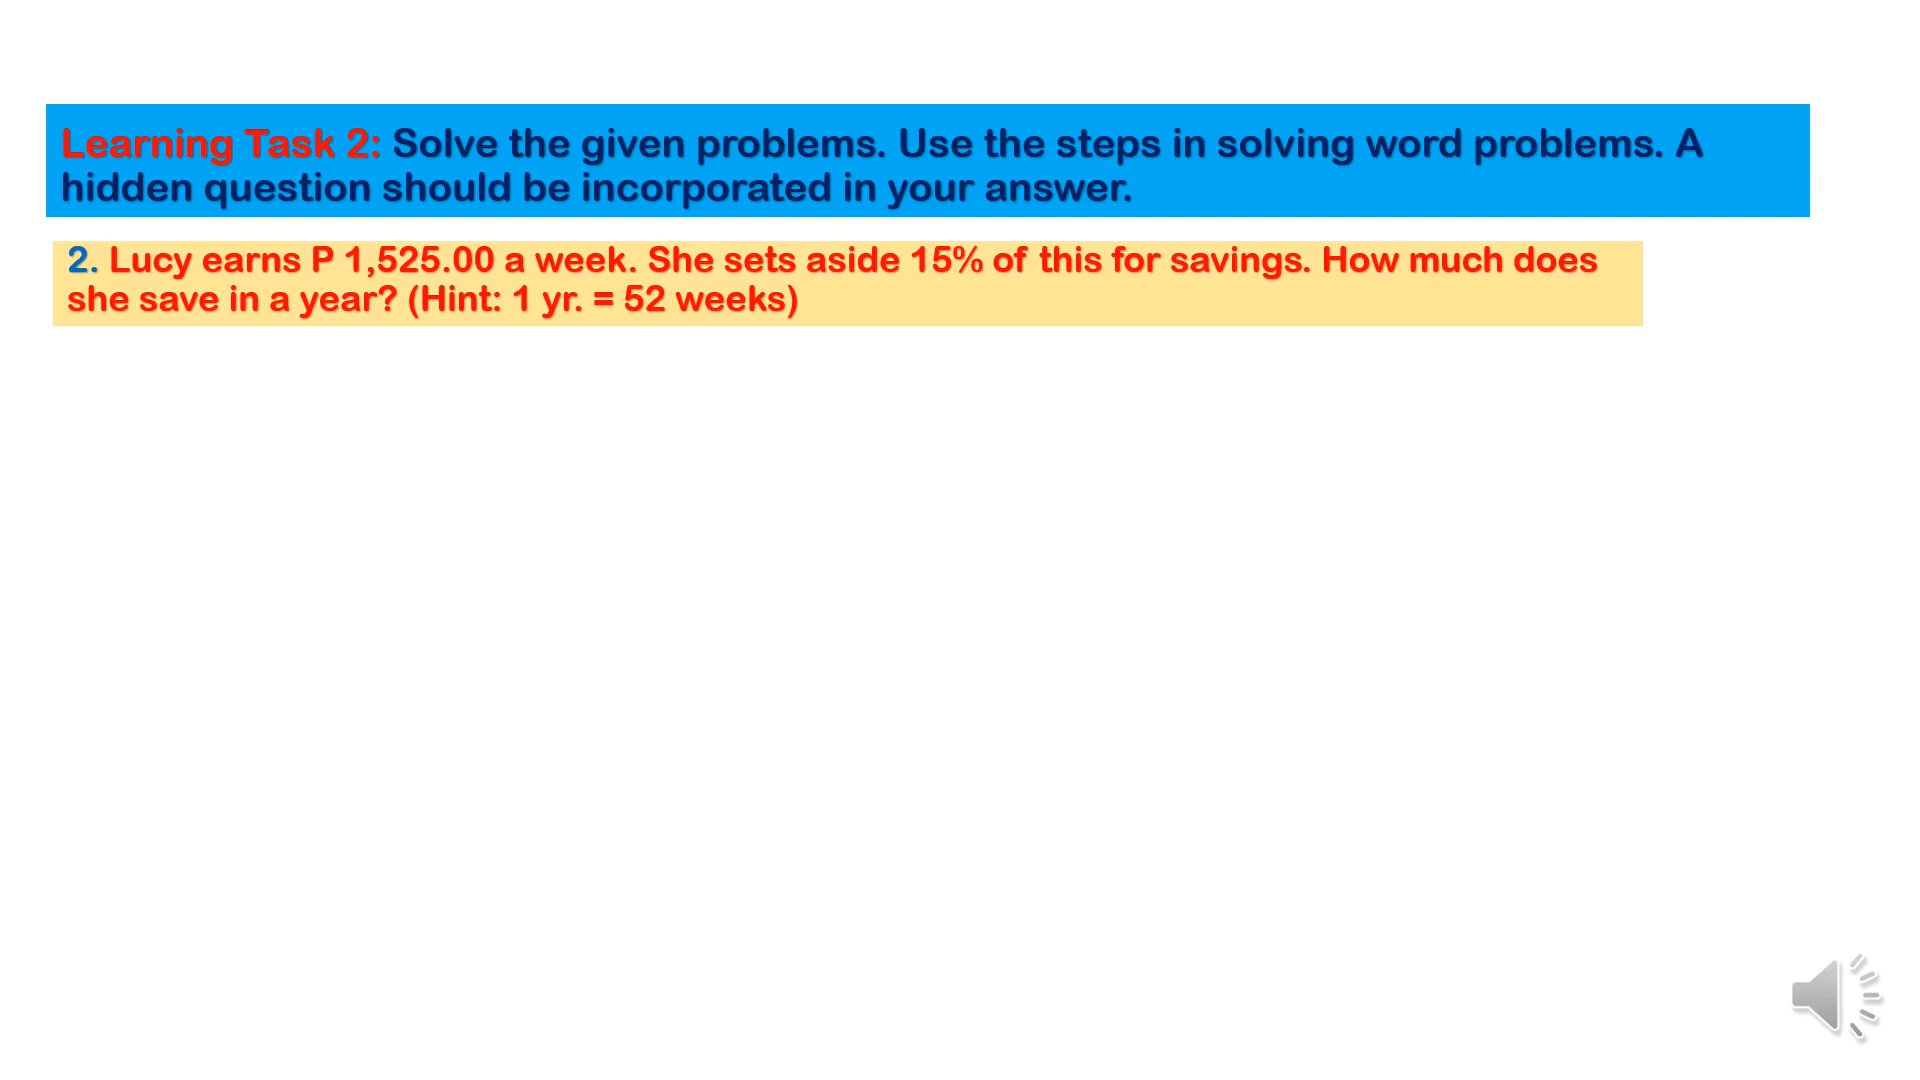 Learning Task 2: Solve the given problems. Use the steps in solving word problems. A
hidden question should be incorporated in your answer.
2. Lucy earns P 1,525.00 a week. She sets aside 15% of this for savings. How much does
she save in a year? (Hint: 1 yr. = 52 weeks)